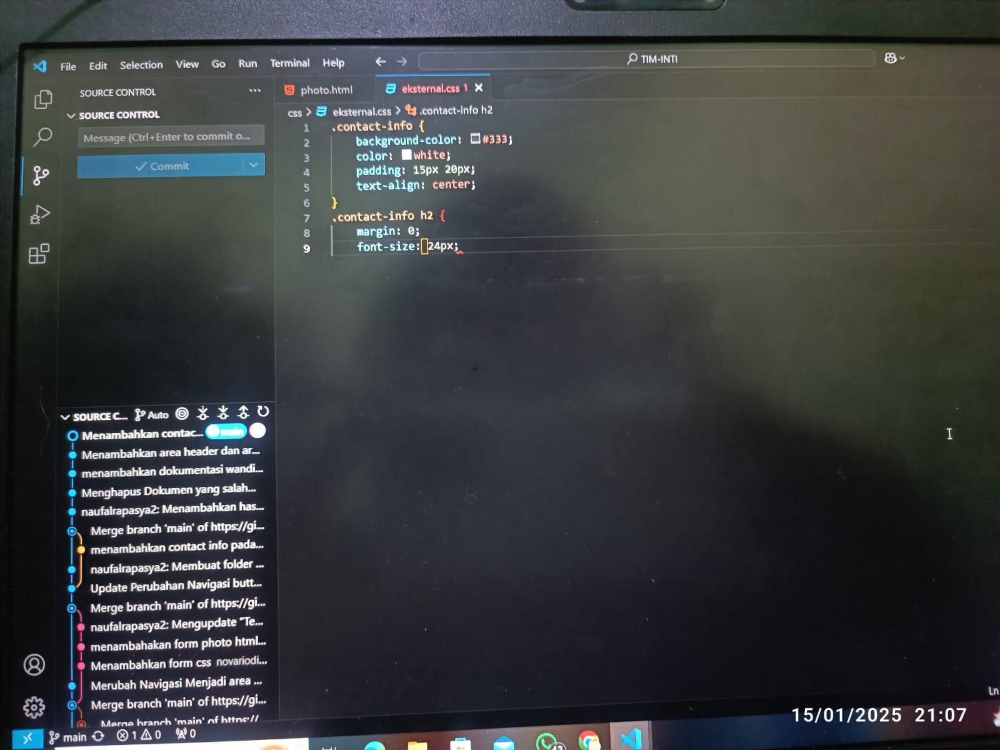 File Edit Selection View Go Run Terminal Help TIM-INTI
SOURCE CONTROL ...
SOURCE CONTROL
Message (Ctrl+Enter to commit o...
Commit
photo.html eksternal.css 1
css > eksternal.css > .contact-info h2
1 .contact-info {
2 background-color: #333;
3 color: white;
4 padding: 15px 20px;
5 text-align: center;
6 }
7 .contact-info h2 {
8 margin: 0;
9 font-size: 24px;
SOURCE C... Auto
Menambahkan contac... main
Menambahkan area header dan ar...
menambahkan dokumentasi wandi...
Menghapus Dokumen yang salah...
naufalrapasya2: Menambahkan has...
Merge branch 'main' of https://gi...
menambahkan contact info pada...
naufalrapasya2: Membuat folder ...
Update Perubahan Navigasi butt...
Merge branch 'main' of https://gi...
naufalrapasya2: Mengupdate "Te...
menambahakan form photo html...
Menambahkan form css novariodi...
Merubah Navigasi Menjadi area ...
Merge branch 'main' of https://gi...
Merge branch 'main' of https://
main 1 0 0
Ln
15/01/2025 21:07